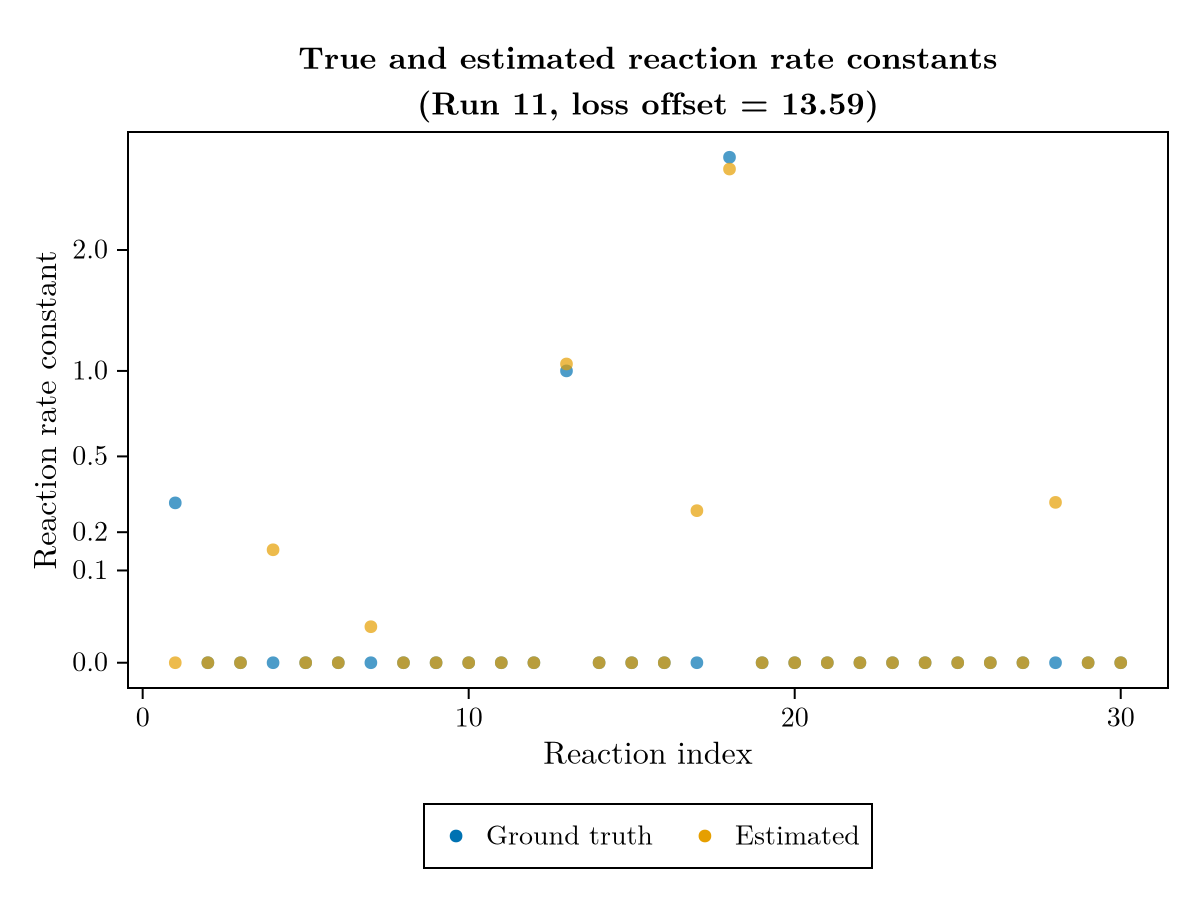 True and estimated reaction rate constants
(Run 11, loss offset = 13.59)
Reaction rate constant
2.0
1.0
0.5
0.2
0.1
0.0
0 10 20 30
Reaction index
Ground truth Estimated